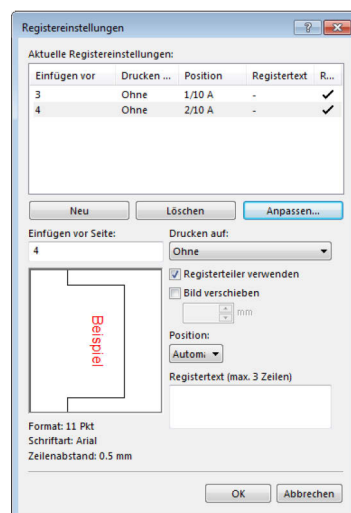 Registereinstellungen
Aktuelle Registereinstellungen:
Einfügen vor Drucken ... Position Registertext R...
3 Ohne 1/10 A -
4 Ohne 2/10 A -
Neu Löschen Anpassen...
Einfügen vor Seite: Drucken auf:
4 Ohne
Registerteiler verwenden
Bild verschieben
mm
Position:
Automa
Registertext (max. 3 Zeilen)
Beispiel
Format: 11 Pkt
Schriftart: Arial
Zeilenabstand: 0.5 mm
OK Abbrechen